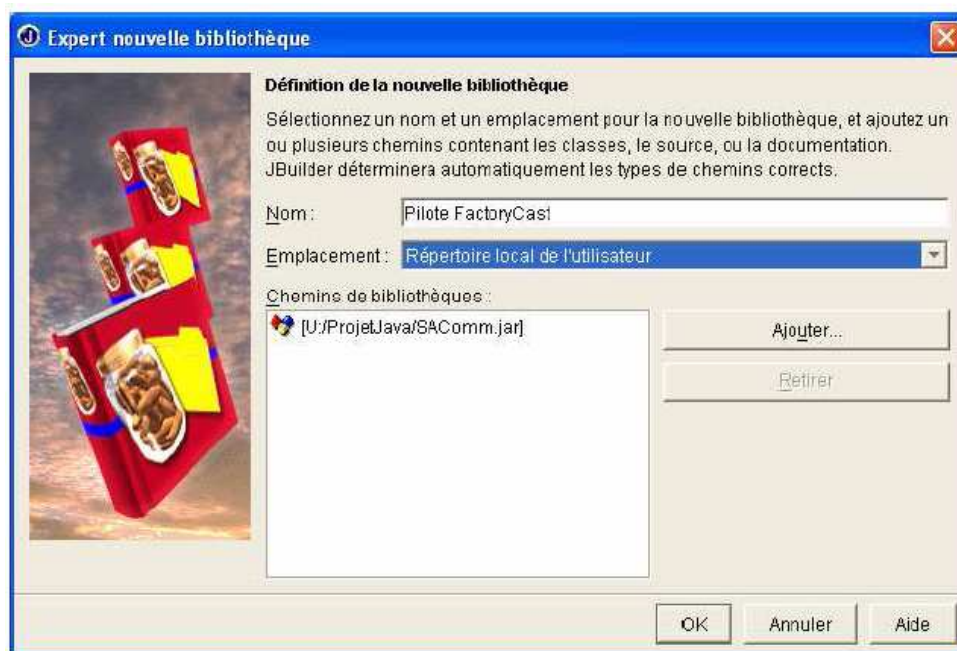 Expert nouvelle bibliothèque
Définition de la nouvelle bibliothèque
Sélectionnez un nom et un emplacement pour la nouvelle bibliothèque, et ajoutez un
ou plusieurs chemins contenant les classes, le source, ou la documentation.
JBuilder déterminera automatiquement les types de chemins corrects.
Nom : Pilote FactoryCast
Emplacement : Répertoire local de l'utilisateur
Chemins de bibliothèques :
[U:/ProjetJava/SAComm.jar]
Ajouter...
Retirer
OK Annuler Aide